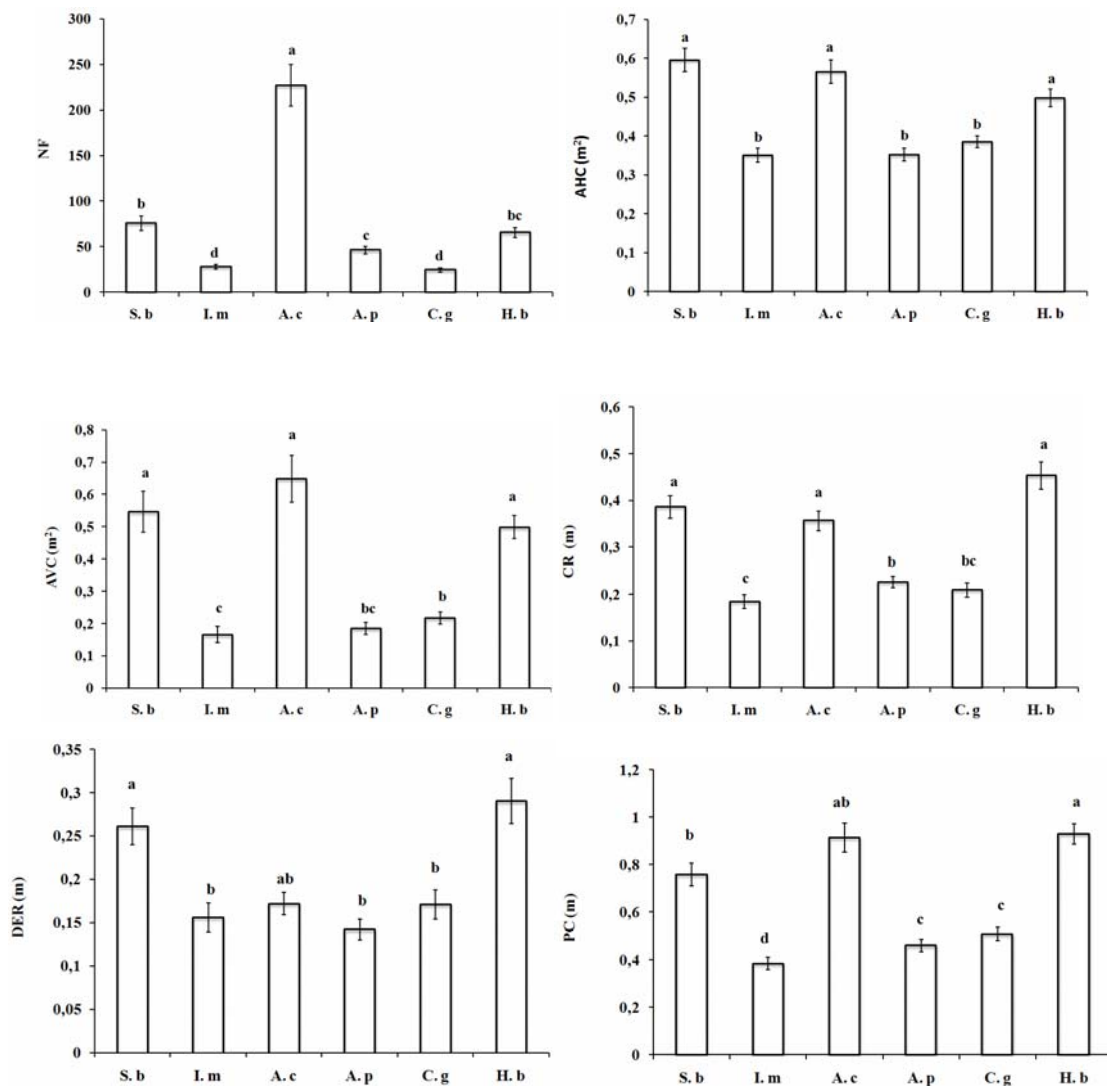 300
250
200
150
100
50
0
NF
b
d
a
c
d
bc
S. b I. m A. c A. p C. g H. b
0,7
0,6
0,5
0,4
0,3
0,2
0,1
0
AHC (m²)
a
b
a
b
b
a
S. b I. m A. c A. p C. g H. b
0,8
0,7
0,6
0,5
0,4
0,3
0,2
0,1
0
AVC (m²)
a
c
a
bc
b
a
S. b I. m A. c A. p C. g H. b
0,6
0,5
0,4
0,3
0,2
0,1
0
CR (m)
a
c
a
b
bc
a
S. b I. m A. c A. p C. g H. b
0,35
0,3
0,25
0,2
0,15
0,1
0,05
0
DER (m)
a
b
ab
b
b
a
S. b I. m A. c A. p C. g H. b
1,2
1
0,8
0,6
0,4
0,2
0
PC (m)
b
d
ab
c
c
a
S. b I. m A. c A. p C. g H. b